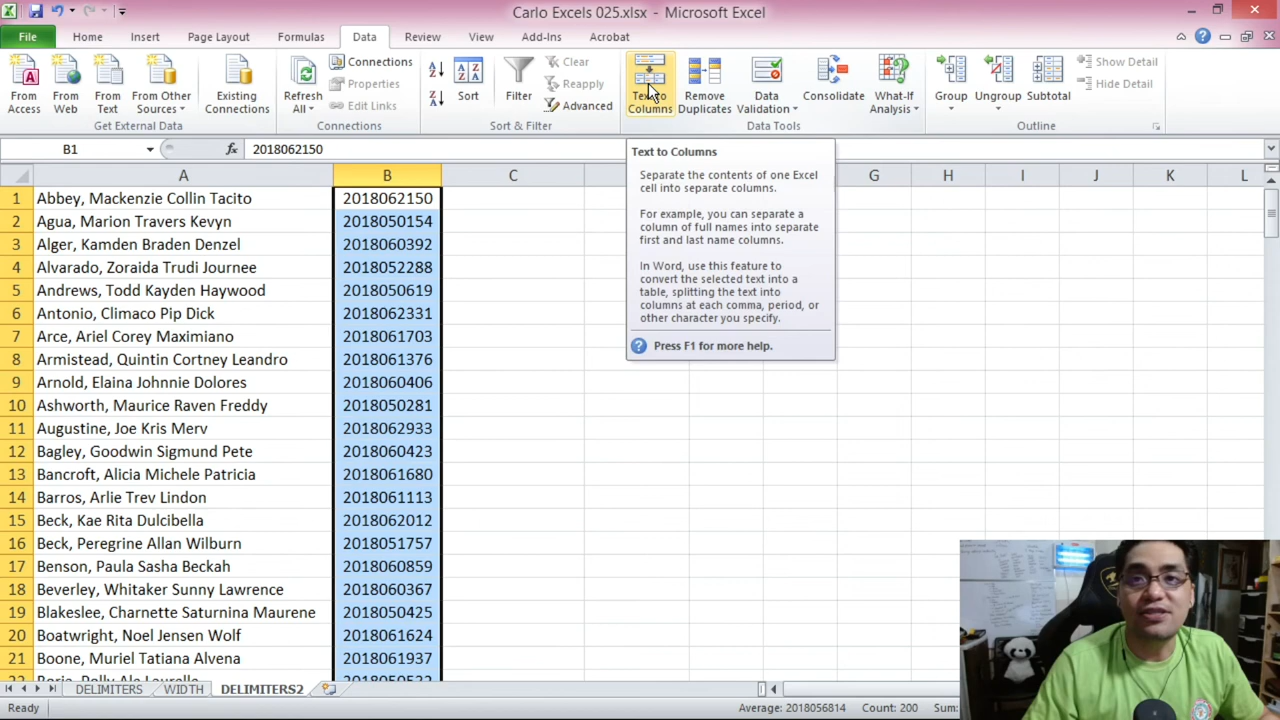 Carlo Excels 025.xlsx - Microsoft Excel
File Home Insert Page Layout Formulas Data Review View Add-Ins Acrobat
From Access
From Web
From Text
From Other Sources
Existing Connections
Get External Data
Refresh All
Connections
Properties
Edit Links
Connections
Sort
Filter
Clear
Reapply
Advanced
Sort & Filter
Text to Columns
Remove Duplicates
Data Validation
Consolidate
What-If Analysis
Data Tools
Group
Ungroup
Subtotal
Show Detail
Hide Detail
Outline
B1 fx 2018062150
Text to Columns
Separate the contents of one Excel
cell into separate columns.
For example, you can separate a
column of full names into separate
first and last name columns.
In Word, use this feature to
convert the selected text into a
table, splitting the text into
columns at each comma, period, or
other character you specify.
Press F1 for more help.
A B C G H I J K L
1 Abbey, Mackenzie Collin Tacito 2018062150
2 Agua, Marion Travers Kevyn 2018050154
3 Alger, Kamden Braden Denzel 2018060392
4 Alvarado, Zoraida Trudi Journee 2018052288
5 Andrews, Todd Kayden Haywood 2018050619
6 Antonio, Climaco Pip Dick 2018062331
7 Arce, Ariel Corey Maximiano 2018061703
8 Armistead, Quintin Cortney Leandro 2018061376
9 Arnold, Elaina Johnnie Dolores 2018060406
10 Ashworth, Maurice Raven Freddy 2018050281
11 Augustine, Joe Kris Merv 2018062933
12 Bagley, Goodwin Sigmund Pete 2018060423
13 Bancroft, Alicia Michele Patricia 2018061680
14 Barros, Arlie Trev Lindon 2018061113
15 Beck, Kae Rita Dulcibella 2018062012
16 Beck, Peregrine Allan Wilburn 2018051757
17 Benson, Paula Sasha Beckah 2018060859
18 Beverley, Whitaker Sunny Lawrence 2018060367
19 Blakeslee, Charnette Saturnina Maurene 2018050425
20 Boatwright, Noel Jensen Wolf 2018061624
21 Boone, Muriel Tatiana Alvena 2018061937
DELIMITERS WIDTH DELIMITERS2
Ready Average: 2018056814 Count: 200 Sum: